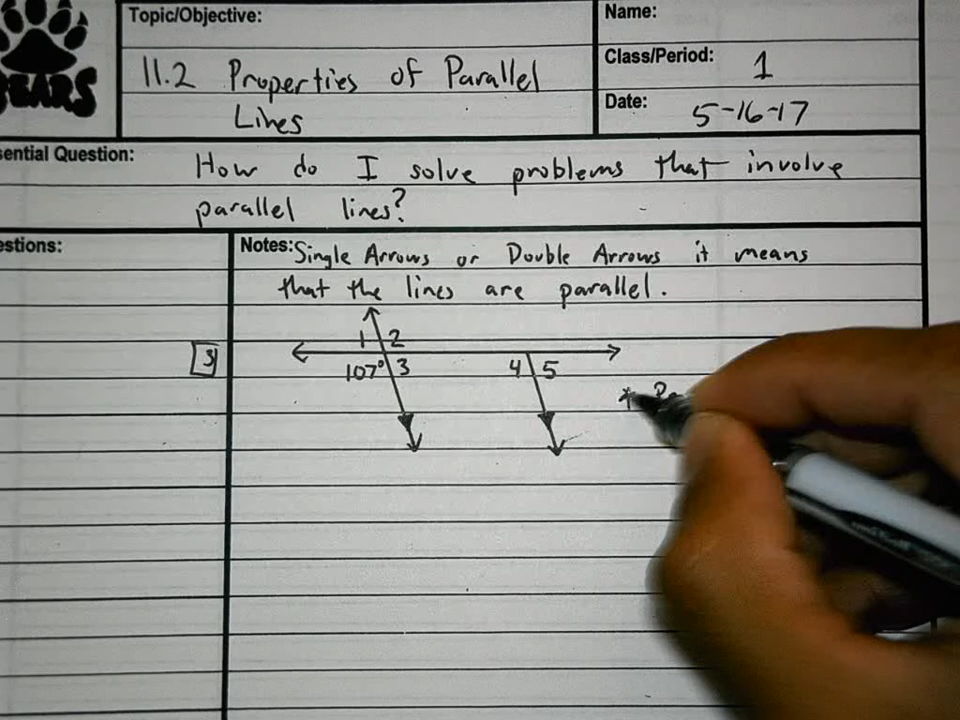 Topic/Objective:
11.2 Properties of Parallel
Lines
Name:
Class/Period: 1
Date: 5-16-17
BEARS
sential Question: How do I solve problems that involve
parallel lines?
estions:
Notes: Single Arrows or Double Arrows it means
that the lines are parallel.
1 2
3
107° 3 4 5